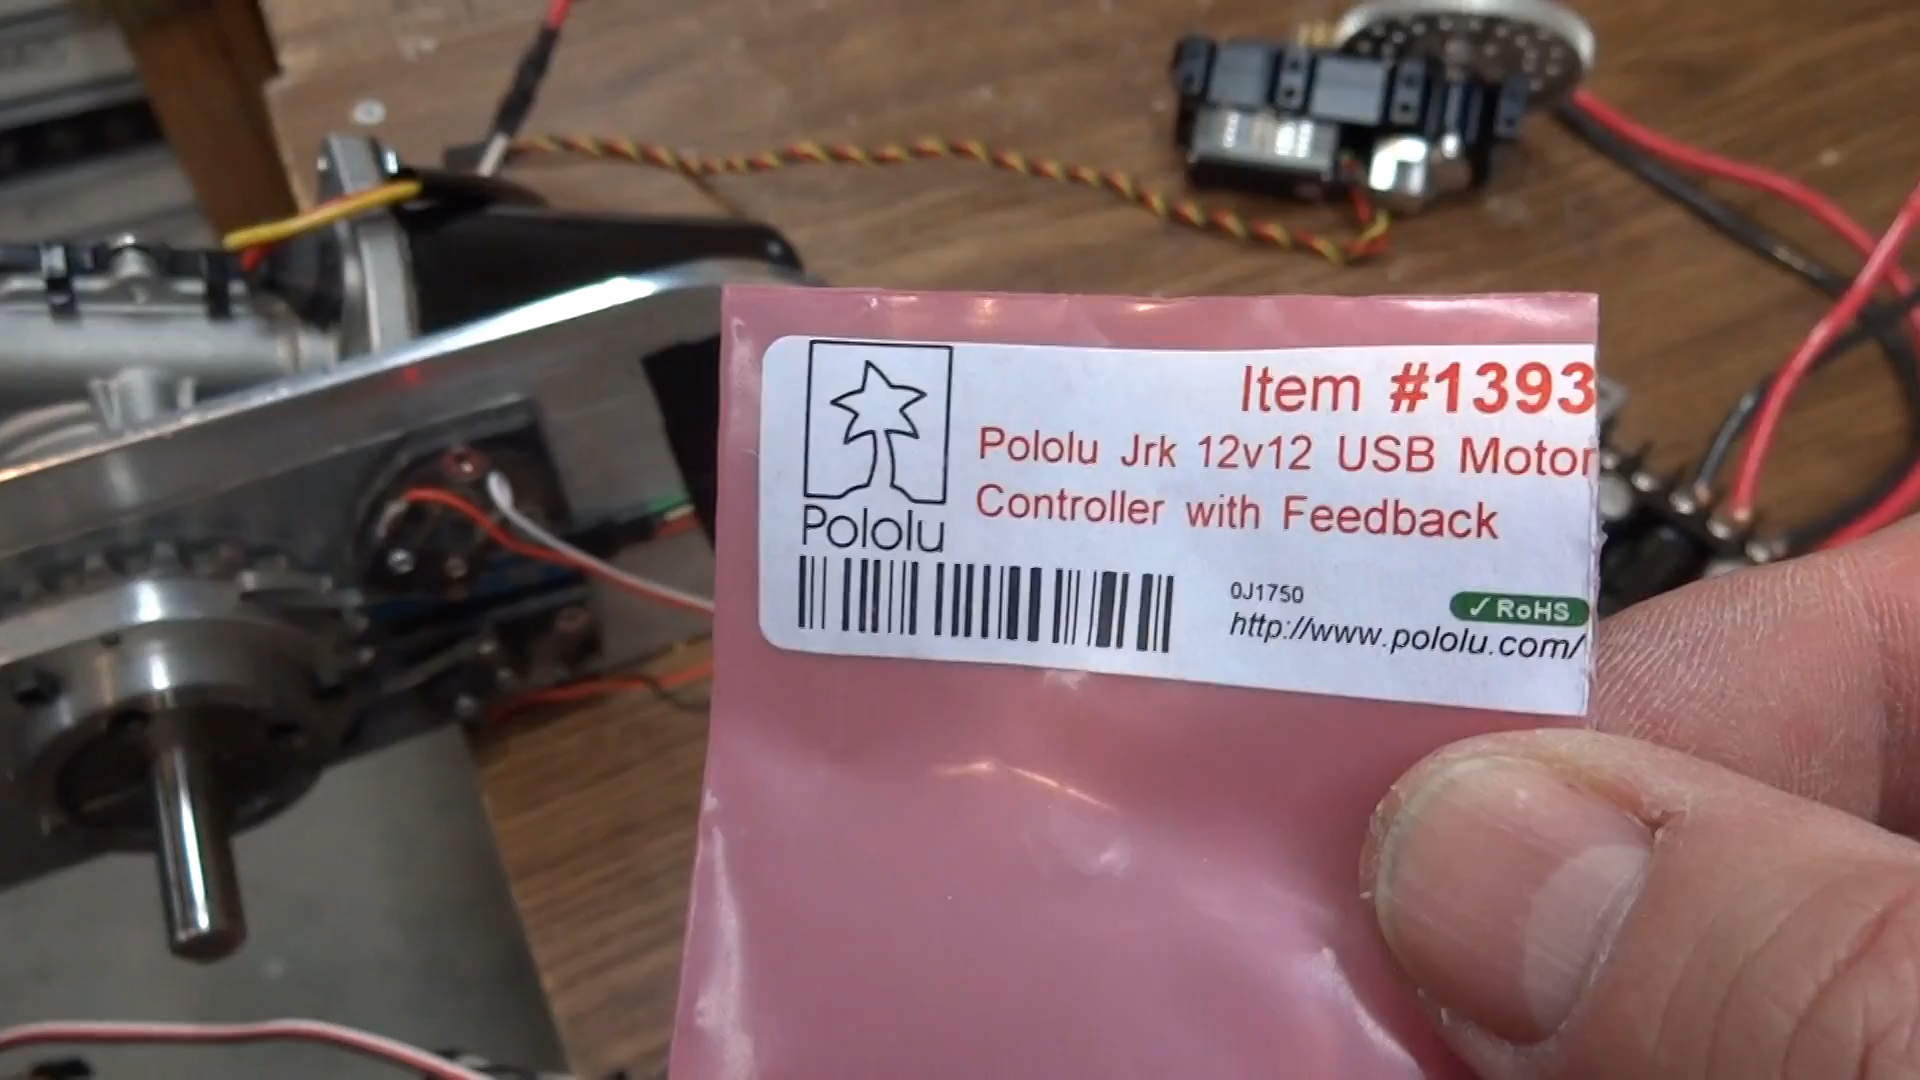 Item #1393
Pololu Jrk 12v12 USB Motor
Controller with Feedback
Pololu
0J1750
✓ RoHS
http://www.pololu.com/